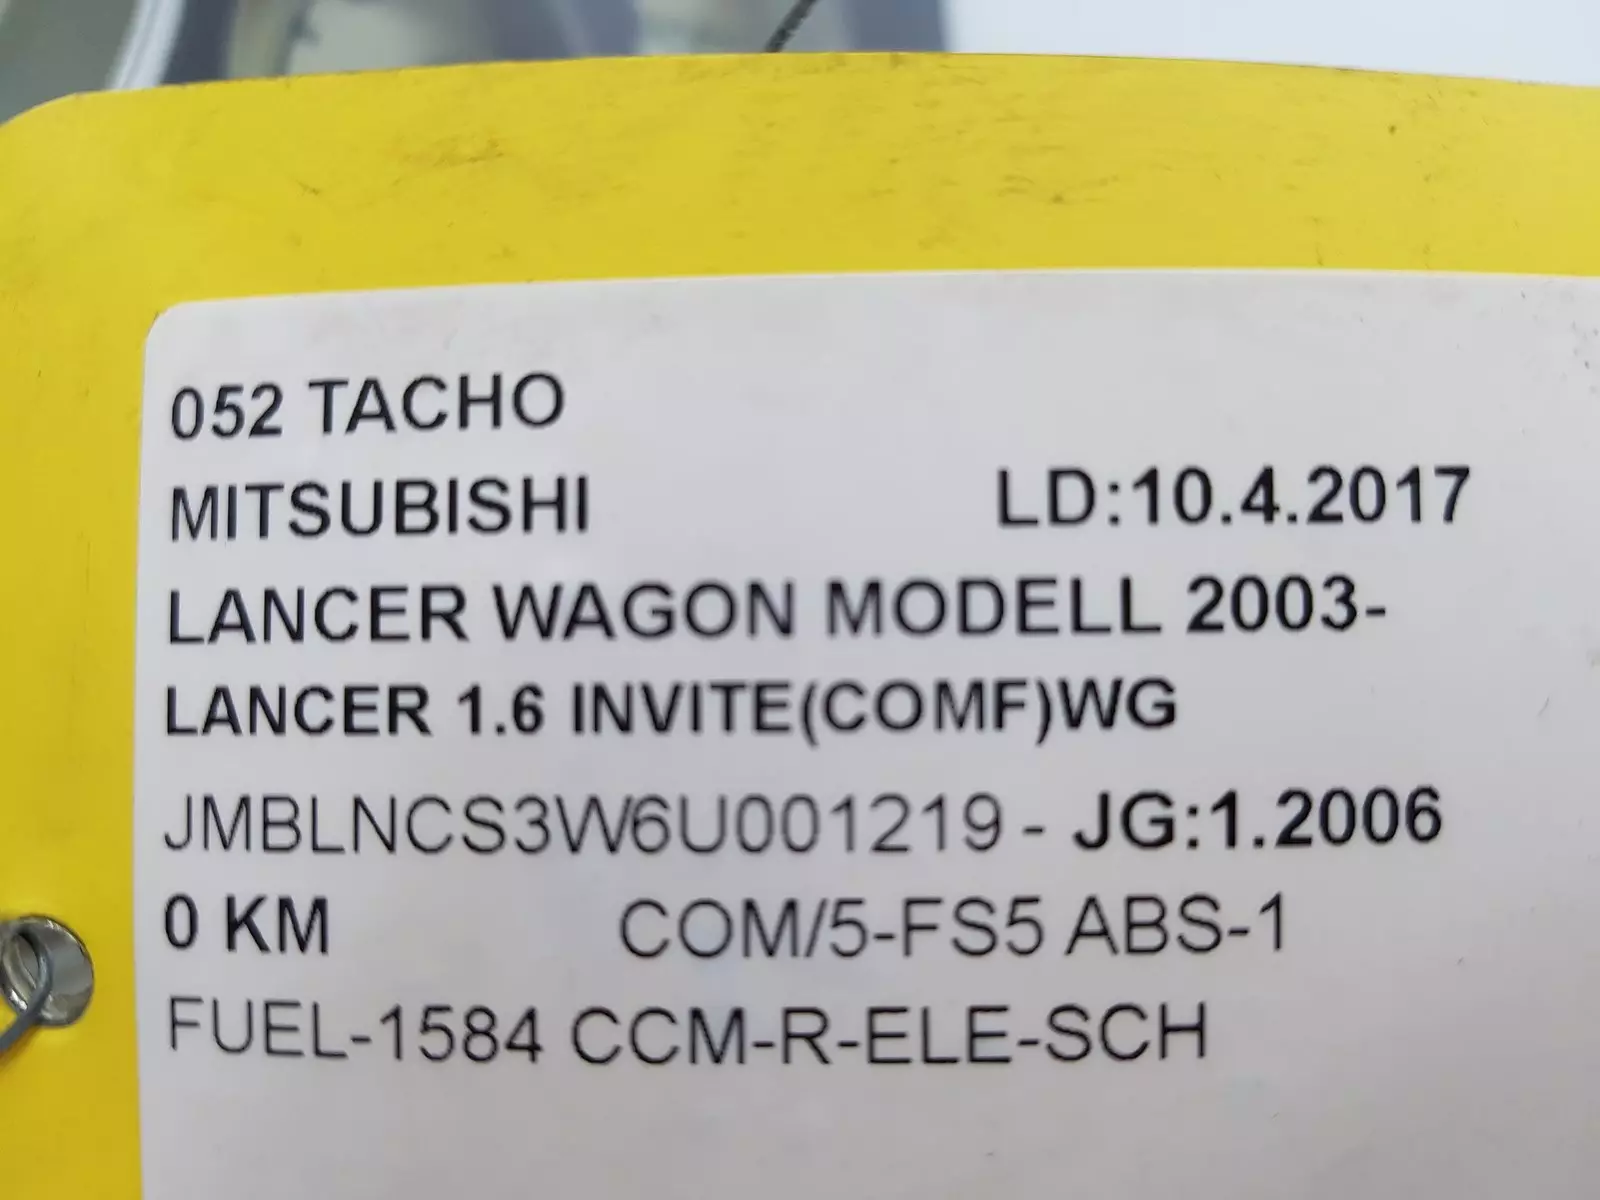 052 TACHO
MITSUBISHI LD:10.4.2017
LANCER WAGON MODELL 2003-
LANCER 1.6 INVITE(COMF)WG
JMBLNCS3W6U001219 - JG:1.2006
0 KM COM/5-FS5 ABS-1
FUEL-1584 CCM-R-ELE-SCH